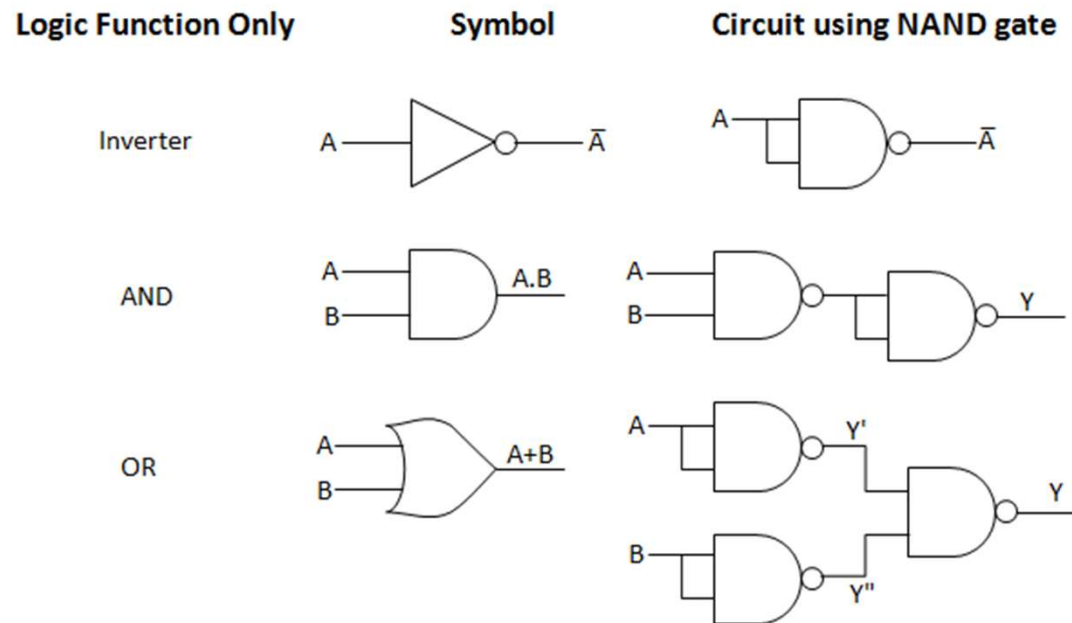 Logic Function Only Symbol Circuit using NAND gate
Inverter A A̅ A A̅
AND A B A.B A B Y
OR A B A+B A B Y' Y" Y